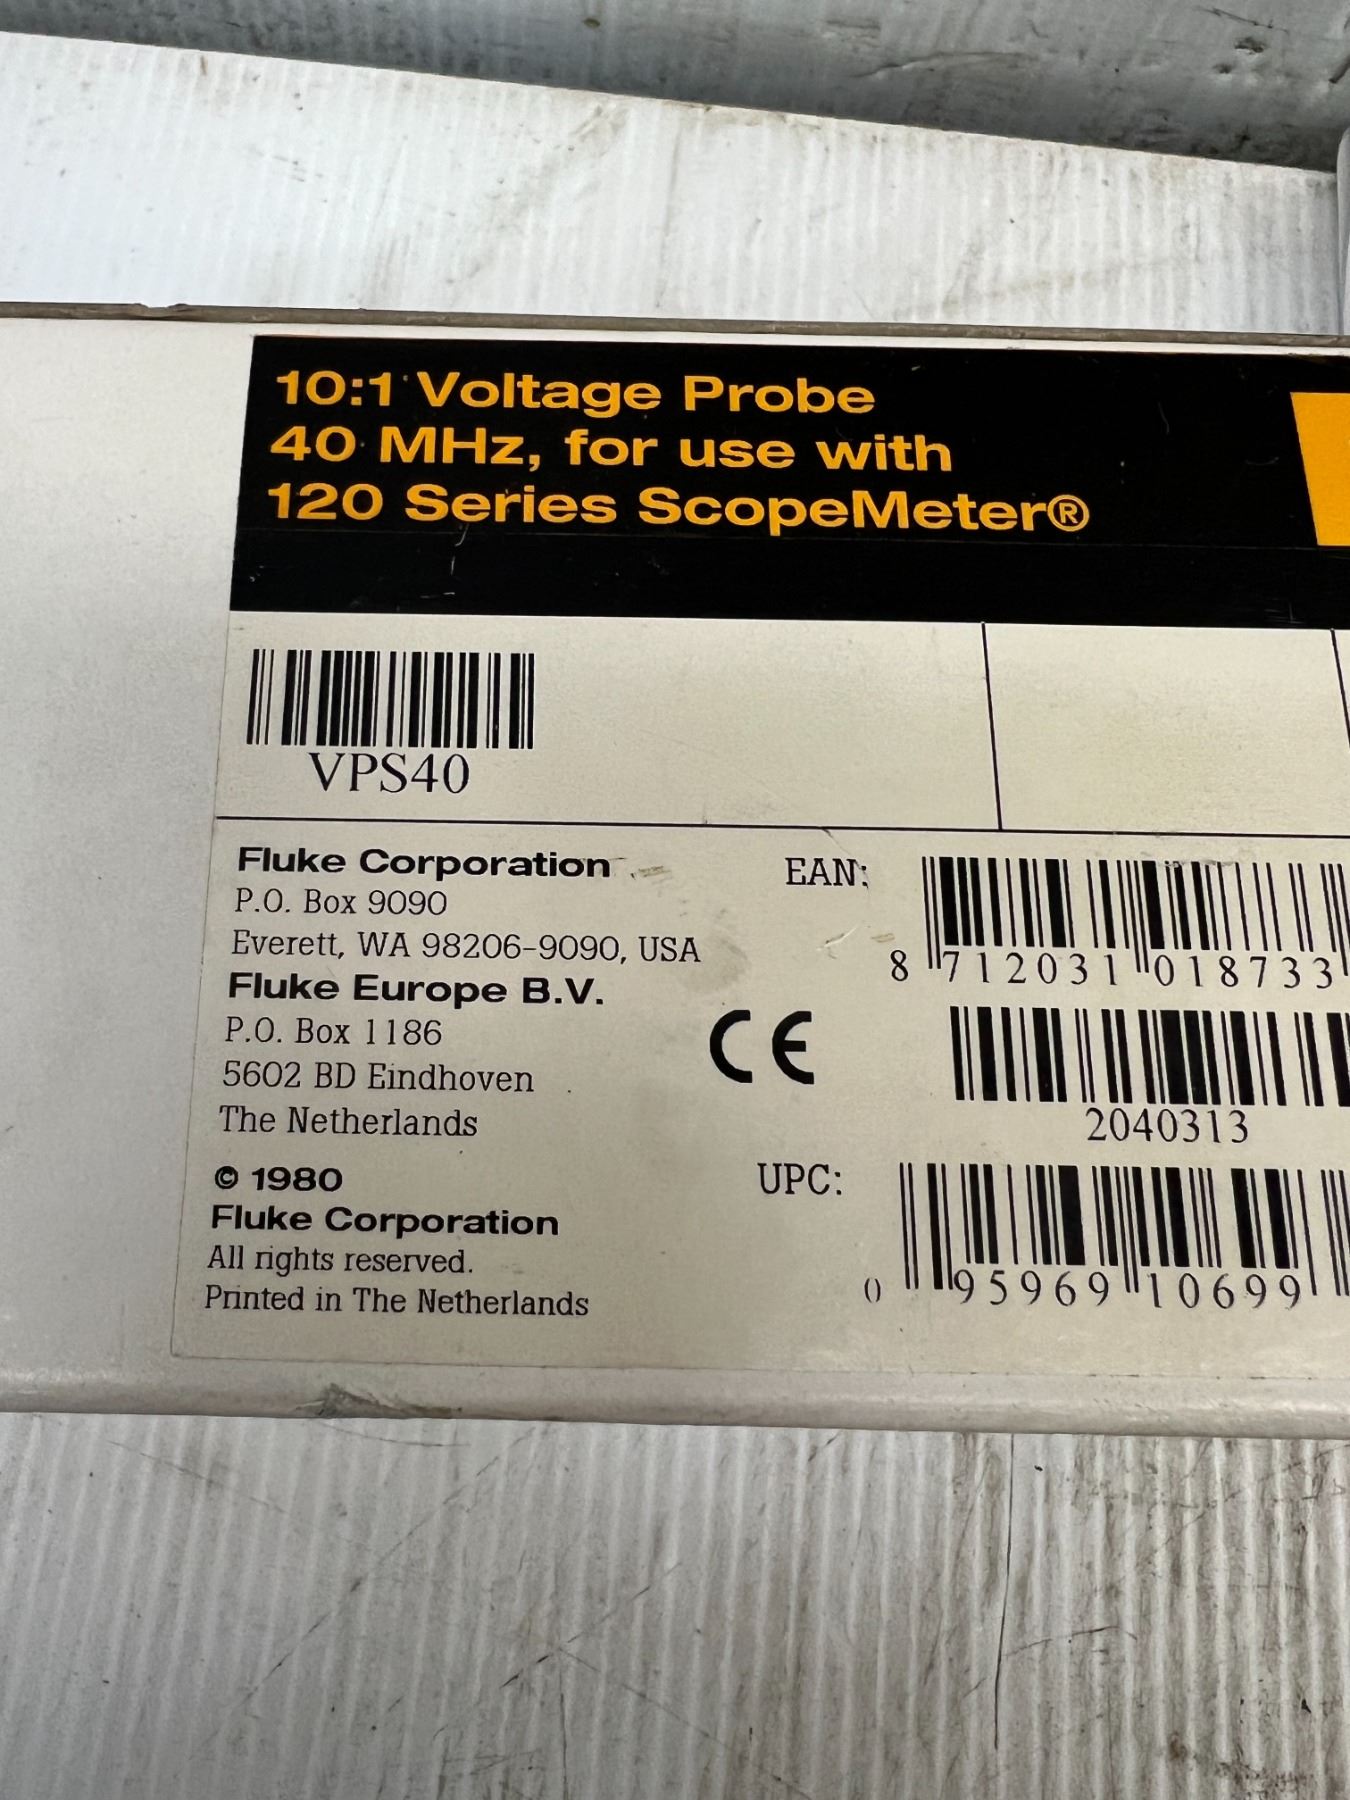 10:1 Voltage Probe
40 MHz, for use with
120 Series ScopeMeter®
VPS40
Fluke Corporation
P.O. Box 9090
Everett, WA 98206-9090, USA
Fluke Europe B.V.
P.O. Box 1186
5602 BD Eindhoven
The Netherlands
© 1980
Fluke Corporation
All rights reserved.
Printed in The Netherlands
CE
EAN:
8 712031 018733
2040313
UPC:
0 95969 10699